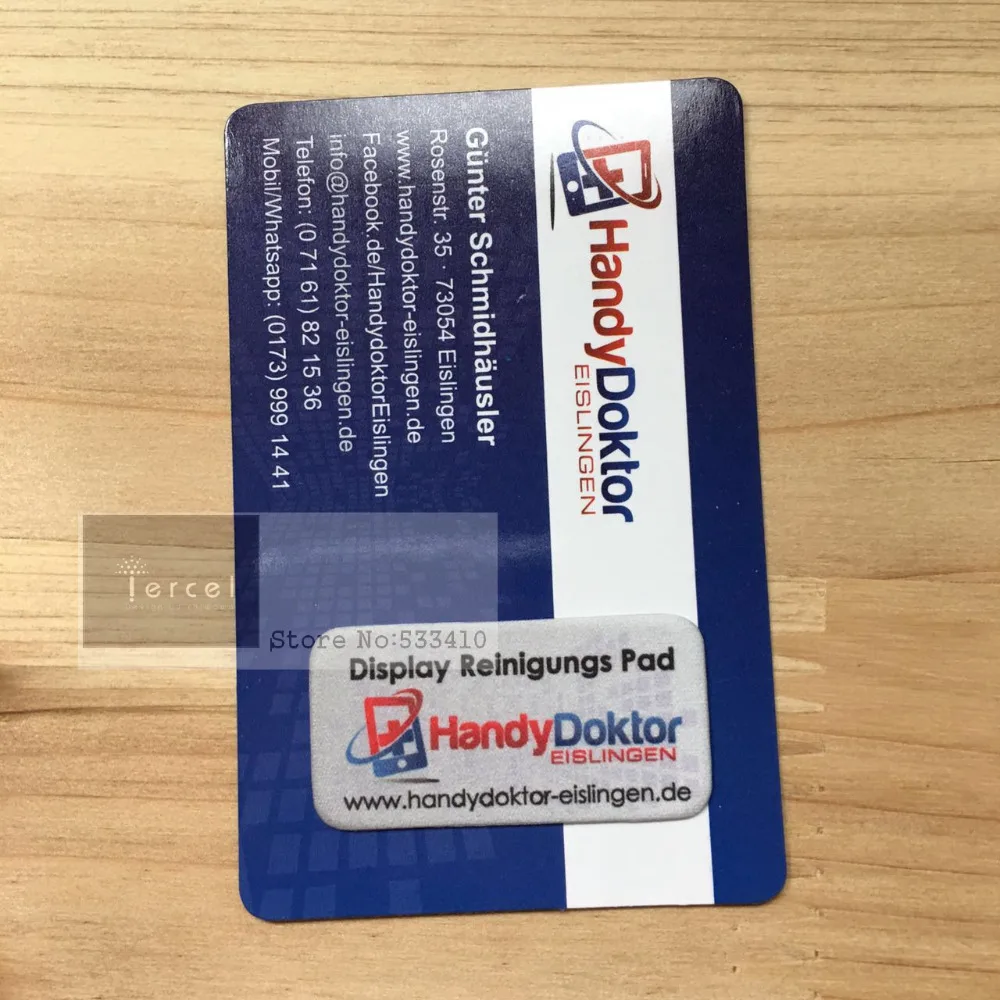 HandyDoktor
EISLINGEN
Günter Schmidhäusler
Rosenstr. 35 · 73054 Eislingen
www.handydoktor-eislingen.de
Facebook.de/HandydoktorEislingen
info@handydoktor-eislingen.de
Telefon: (0 71 61) 82 15 36
Mobil/Whatsapp: (0173) 999 14 41
Tercel
Store No:533410
Display Reinigungs Pad
HandyDoktor
EISLINGEN
www.handydoktor-eislingen.de